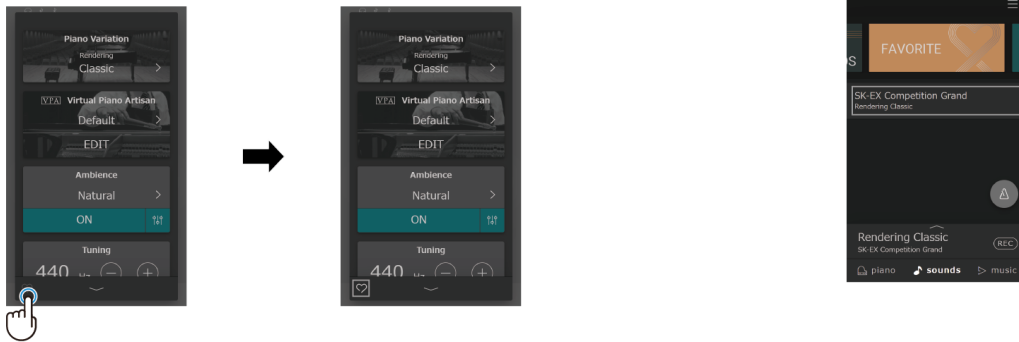 Piano Variation
Rendering
Classic
VPA Virtual Piano Artisan
Default
EDIT
Ambience
Natural
ON
Tuning
440 Hz
Piano Variation
Rendering
Classic
VPA Virtual Piano Artisan
Default
EDIT
Ambience
Natural
ON
Tuning
440 Hz
S FAVORITE
SK-EX Competition Grand
Rendering Classic
Rendering Classic
SK-EX Competition Grand
REC
piano sounds music